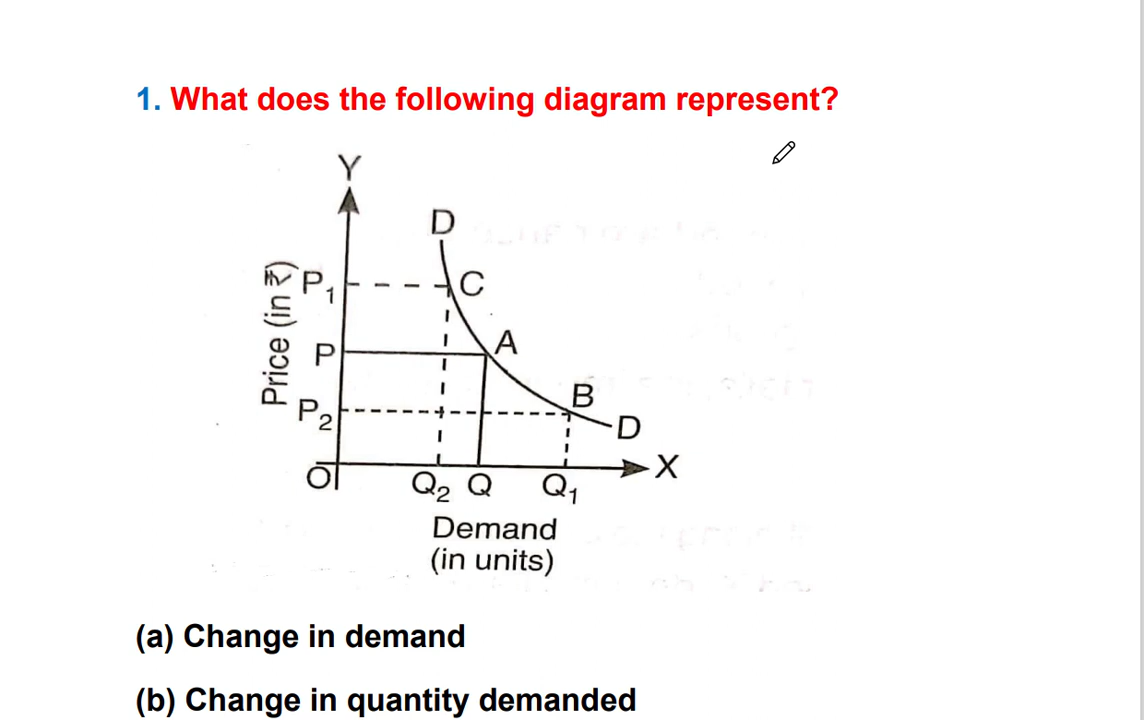 1. What does the following diagram represent?
Y
D
P1
C
Price (in ₹)
P
A
P2
B
D
O
X
Q2 Q Q1
Demand
(in units)
(a) Change in demand
(b) Change in quantity demanded